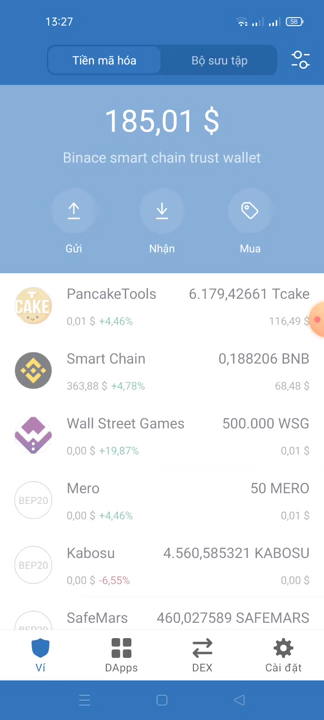 13:27
58
Tiền mã hóa
Bộ sưu tập
185,01 $
Binace smart chain trust wallet
Gửi
Nhận
Mua
CAKE
PancakeTools 6.179,42661 Tcake
0,01 $ +4,46% 116,49 $
Smart Chain 0,188206 BNB
363,88 $ +4,78% 68,48 $
Wall Street Games 500.000 WSG
0,00 $ +19,87% 0,01 $
BEP20
Mero 50 MERO
0,00 $ +4,46% 0,01 $
BEP20
Kabosu 4.560,585321 KABOSU
0,00 $ -6,55% 0,00 $
BEP20
SafeMars 460,027589 SAFEMARS
Ví
DApps
DEX
Cài đặt